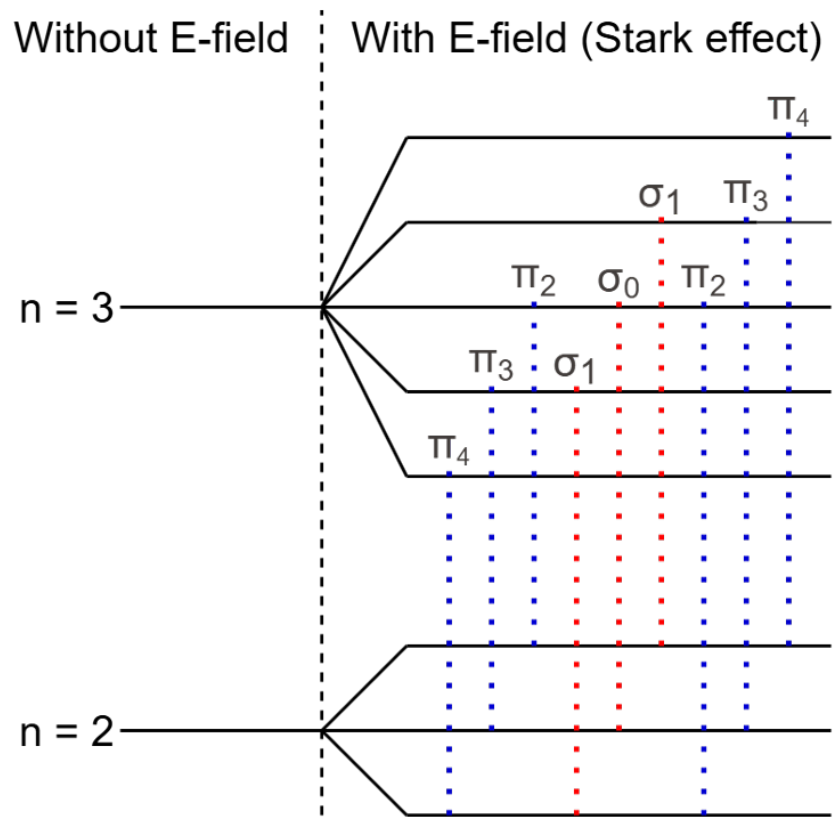 Without E-field
With E-field (Stark effect)
π₄
σ₁
π₃
n = 3
π₂
σ₀
π₂
π₃
σ₁
π₄
n = 2